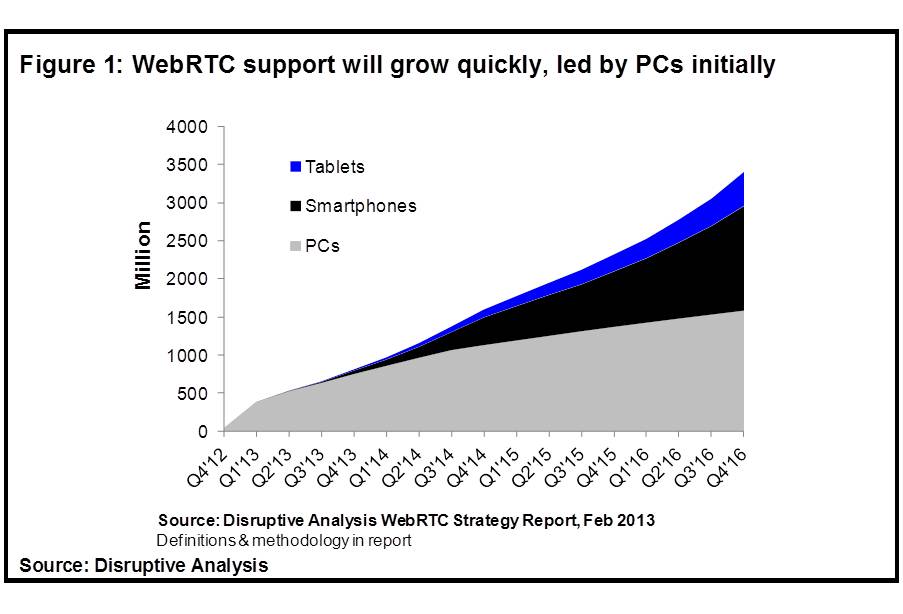 Figure 1: WebRTC support will grow quickly, led by PCs initially
4000
3500
3000
2500
2000
1500
1000
500
0
Million
Tablets
Smartphones
PCs
Q4'12
Q1'13
Q2'13
Q3'13
Q4'13
Q1'14
Q2'14
Q3'14
Q4'14
Q1'15
Q2'15
Q3'15
Q4'15
Q1'16
Q2'16
Q3'16
Q4'16
Source: Disruptive Analysis WebRTC Strategy Report, Feb 2013
Definitions & methodology in report
Source: Disruptive Analysis